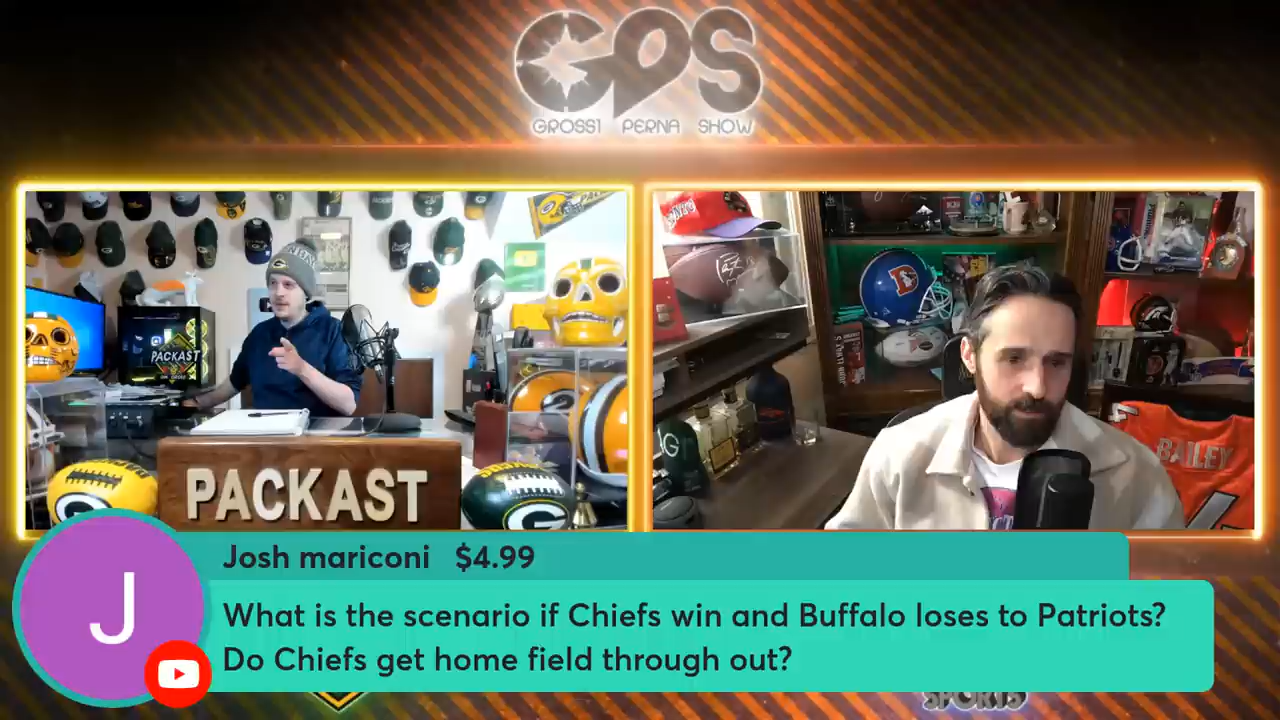 GPS
GROSSI PERNA SHOW
PACKAST
PACKAST
BAILEY
J
Josh mariconi $4.99
What is the scenario if Chiefs win and Buffalo loses to Patriots?
Do Chiefs get home field through out?
SPORTS